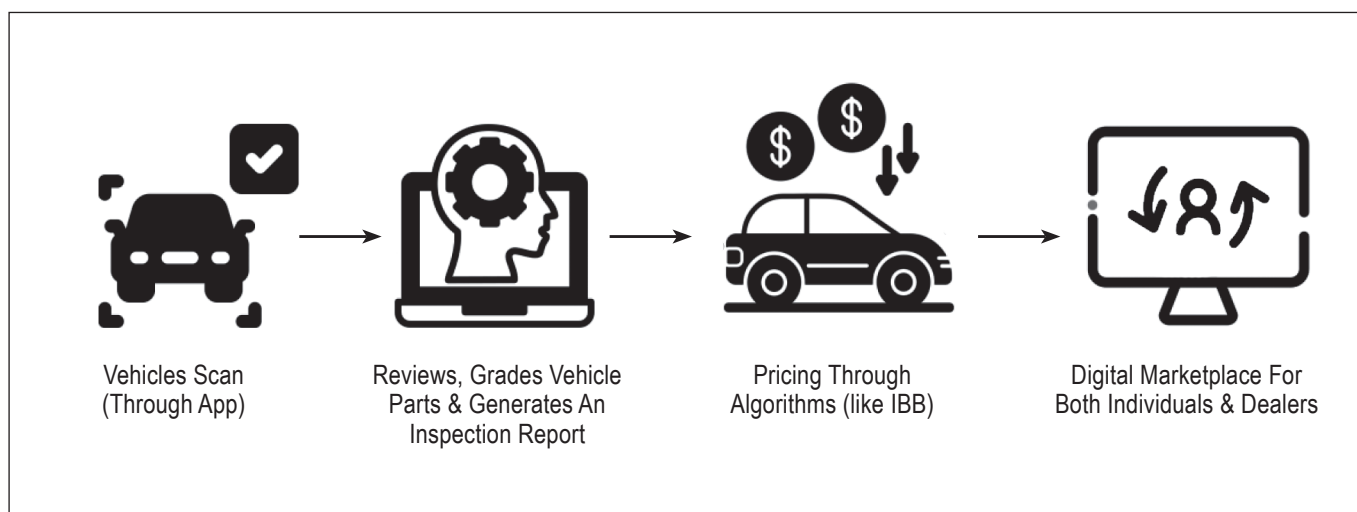 $
$
Vehicles Scan
(Through App)
Reviews, Grades Vehicle
Parts & Generates An
Inspection Report
Pricing Through
Algorithms (like IBB)
Digital Marketplace For
Both Individuals & Dealers